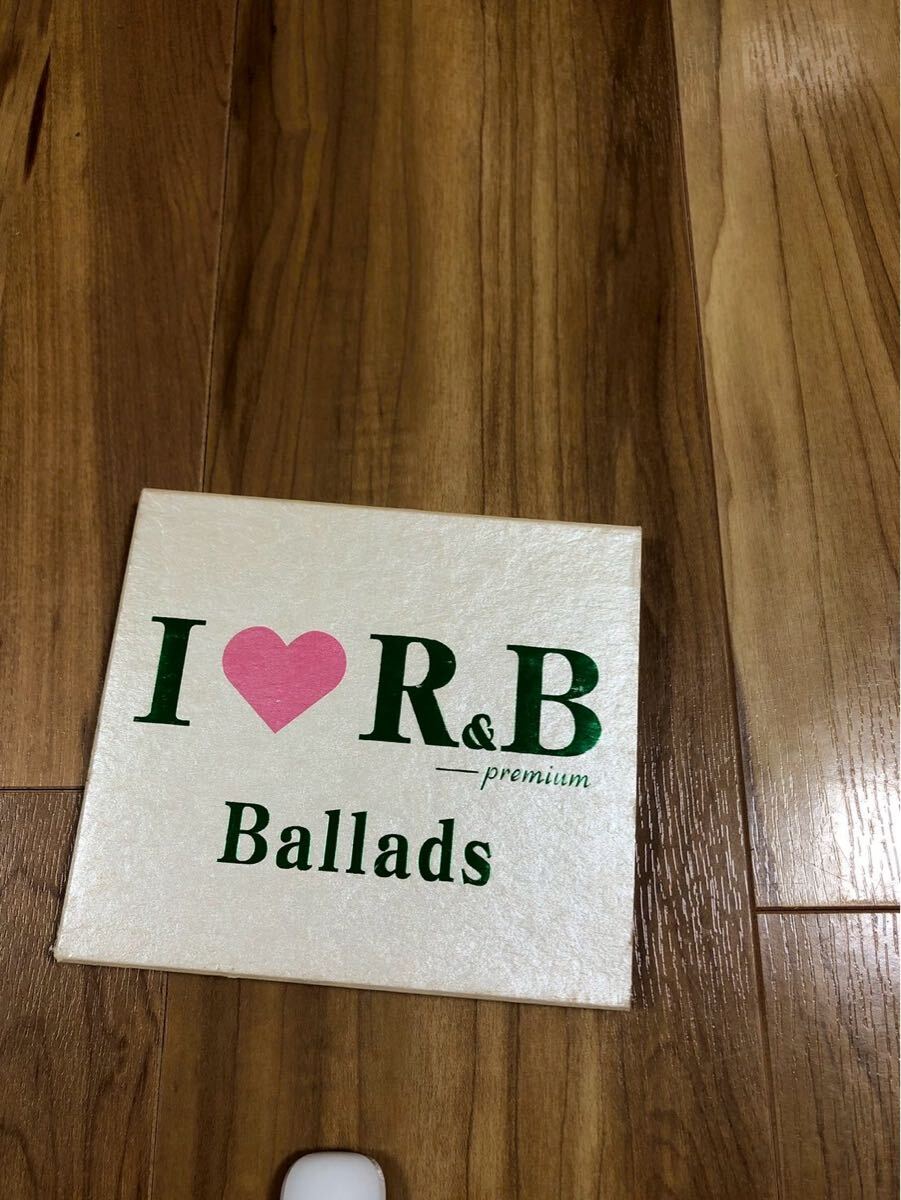 I ♥ R&B
premium
Ballads